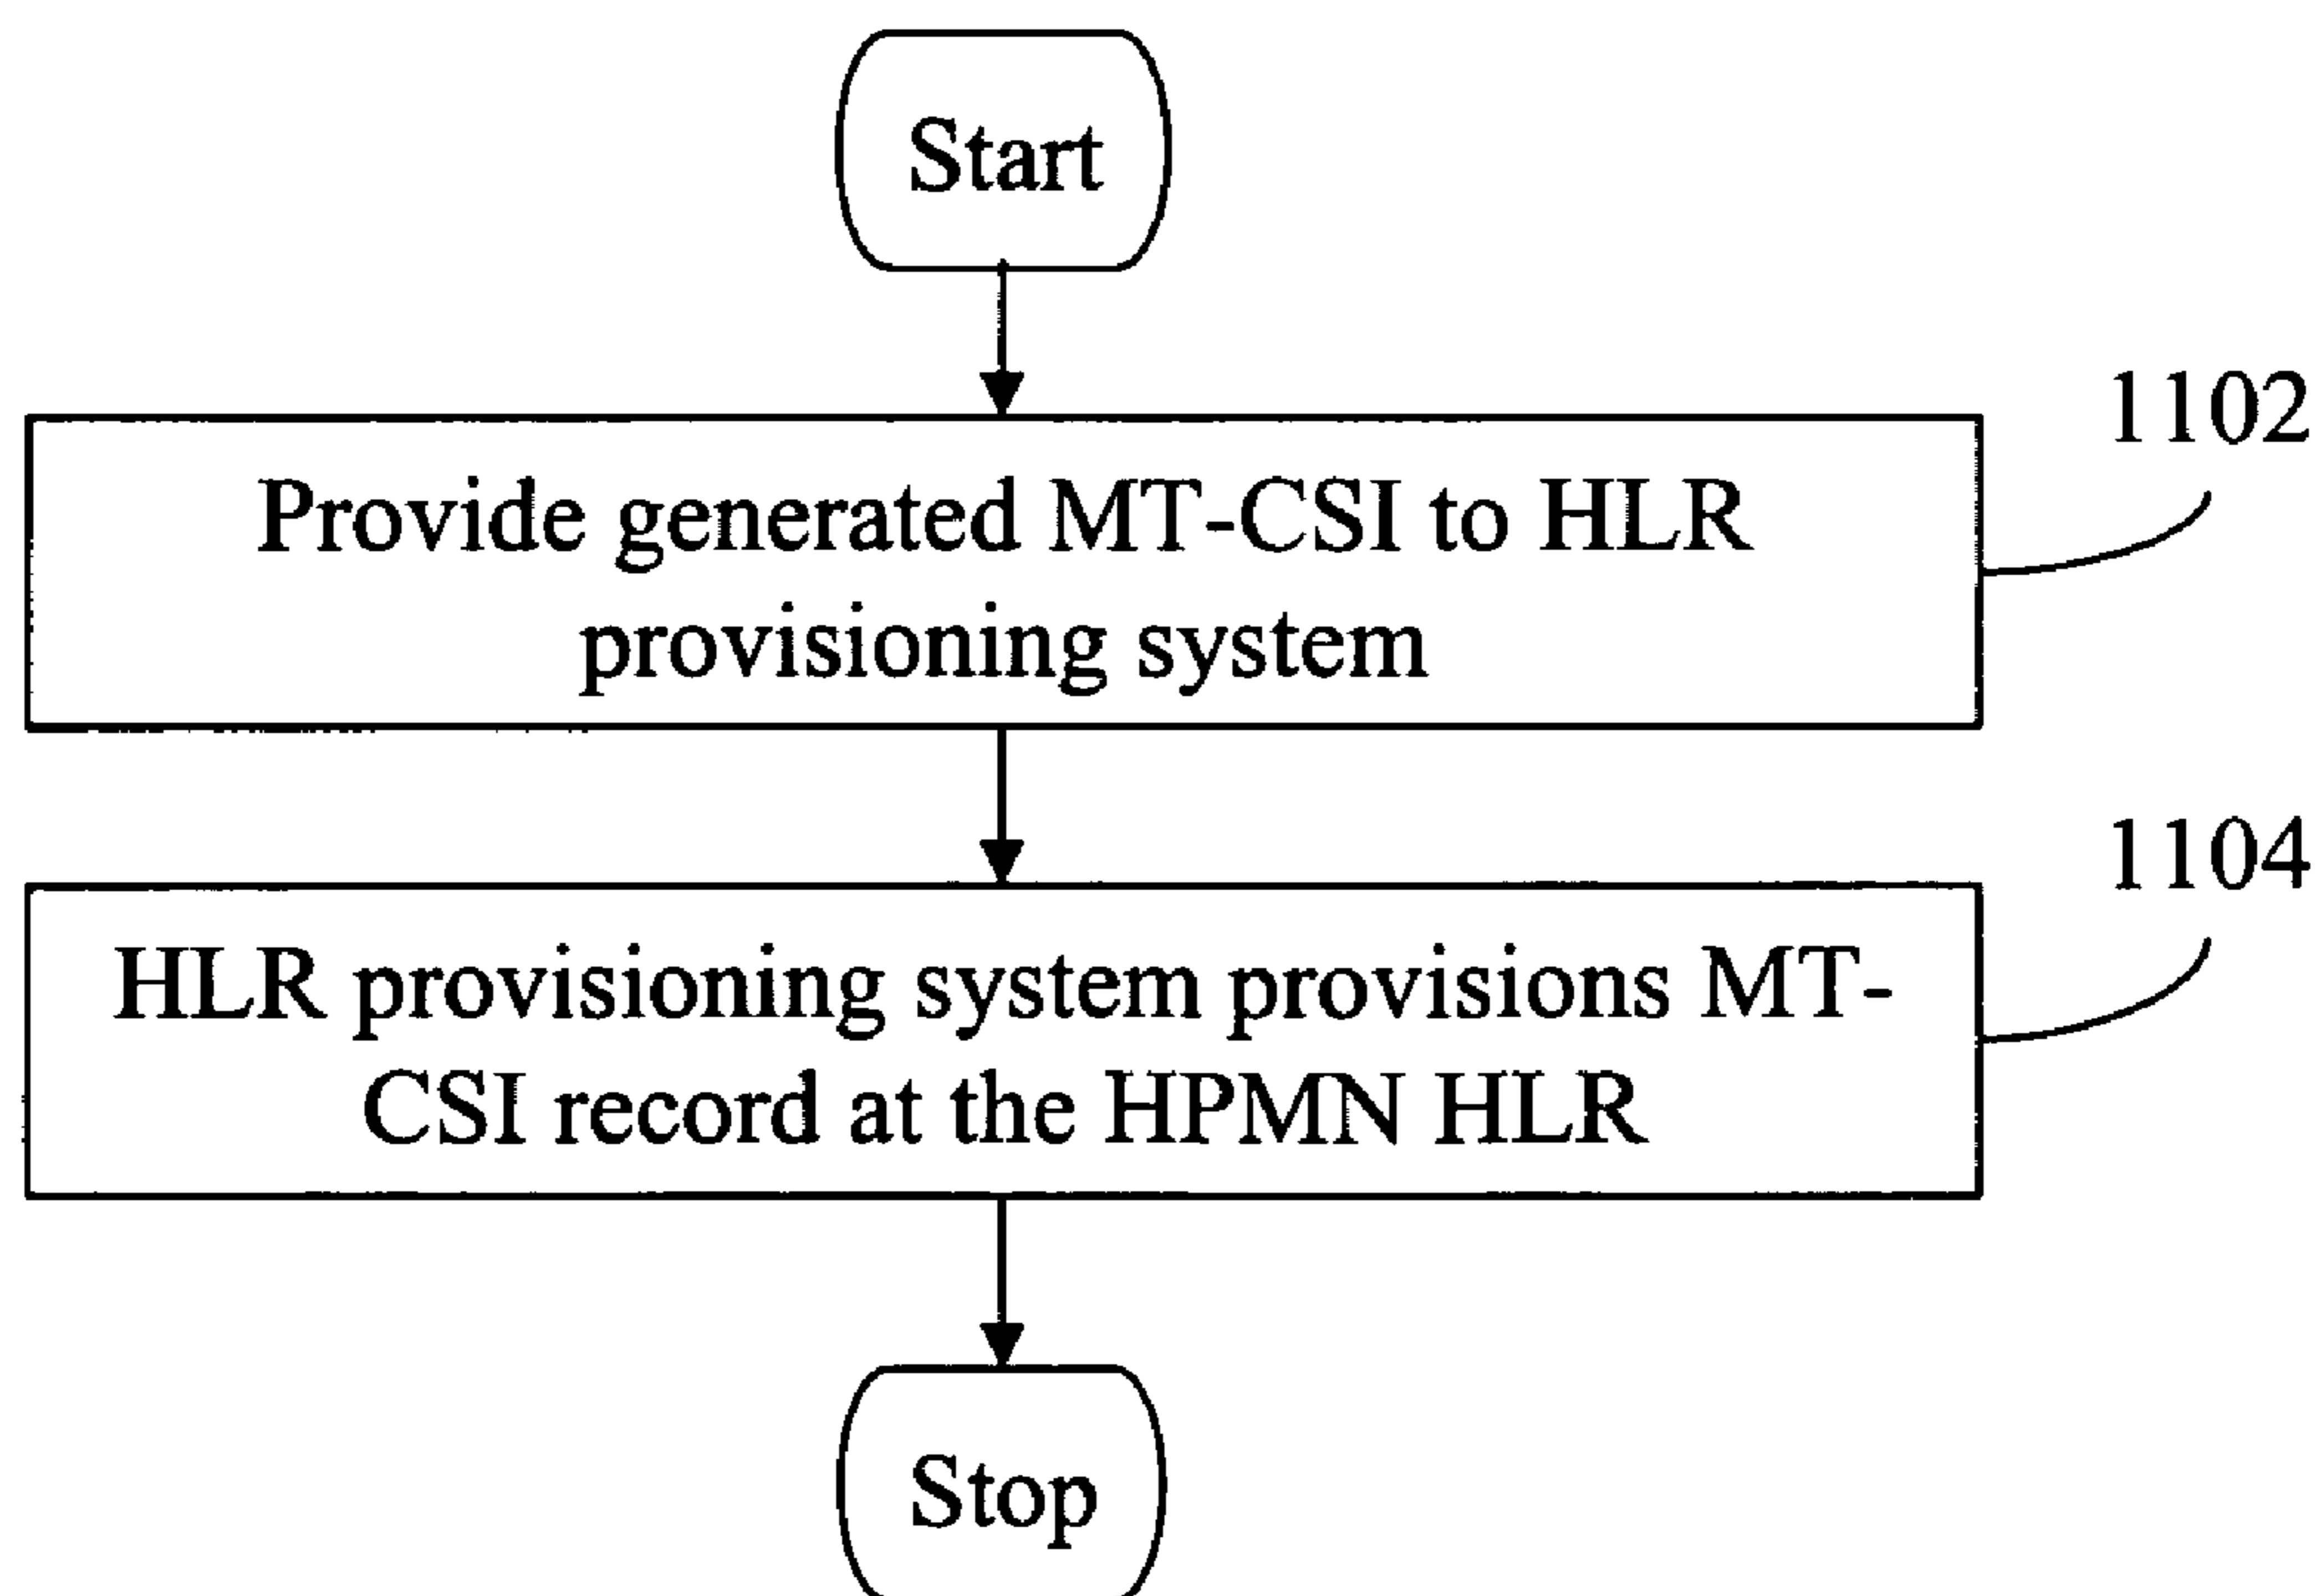 Start
1102
Provide generated MT-CSI to HLR
provisioning system
1104
HLR provisioning system provisions MT-
CSI record at the HPMN HLR
Stop